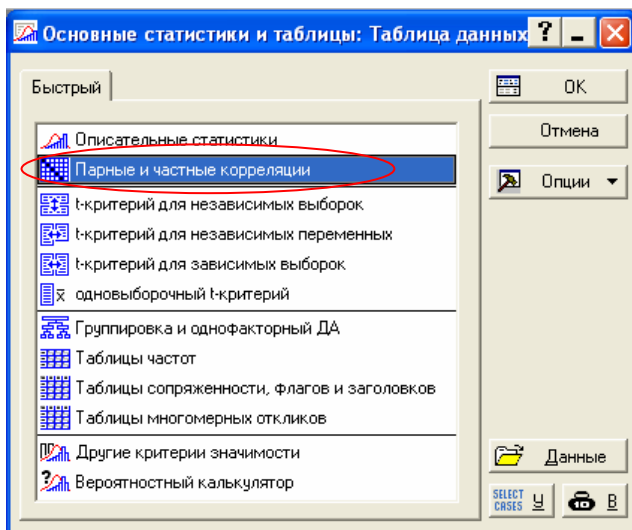 Основные статистики и таблицы: Таблица данных
Быстрый
Описательные статистики
Парные и частные корреляции
t-критерий для независимых выборок
t-критерий для независимых переменных
t-критерий для зависимых выборок
одновыборочный t-критерий
Группировка и однофакторный ДА
Таблицы частот
Таблицы сопряженности, флагов и заголовков
Таблицы многомерных откликов
Другие критерии значимости
Вероятностный калькулятор
OK
Отмена
Опции
Данные
SELECT CASES У
В